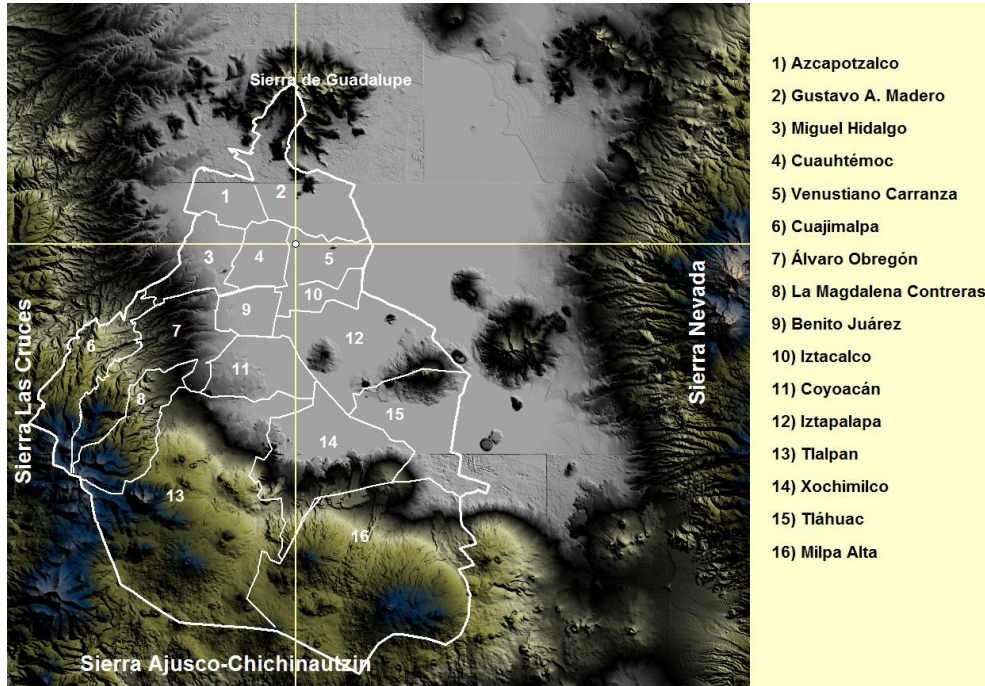 Sierra de Guadalupe
1
2
3
4
5
6
7
8
9
10
11
12
13
14
15
16
Sierra Las Cruces
Sierra Nevada
Sierra Ajusco-Chichinautzin
1) Azcapotzalco
2) Gustavo A. Madero
3) Miguel Hidalgo
4) Cuauhtémoc
5) Venustiano Carranza
6) Cuajimalpa
7) Álvaro Obregón
8) La Magdalena Contreras
9) Benito Juárez
10) Iztacalco
11) Coyoacán
12) Iztapalapa
13) Tlalpan
14) Xochimilco
15) Tláhuac
16) Milpa Alta